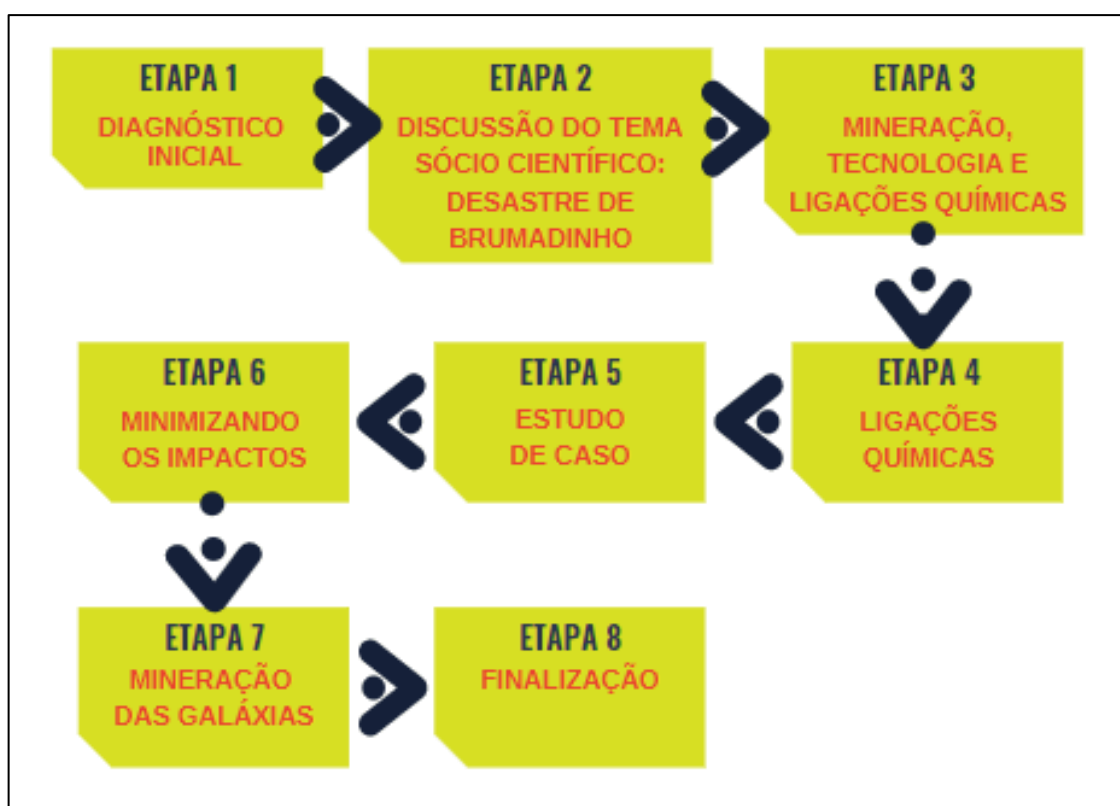 ETAPA 1
DIAGNÓSTICO
INICIAL
ETAPA 2
DISCUSSÃO DO TEMA
SÓCIO CIENTÍFICO:
DESASTRE DE
BRUMADINHO
ETAPA 3
MINERAÇÃO,
TECNOLOGIA E
LIGAÇÕES QUÍMICAS
ETAPA 4
LIGAÇÕES
QUÍMICAS
ETAPA 5
ESTUDO
DE CASO
ETAPA 6
MINIMIZANDO
OS IMPACTOS
ETAPA 7
MINERAÇÃO
DAS GALÁXIAS
ETAPA 8
FINALIZAÇÃO